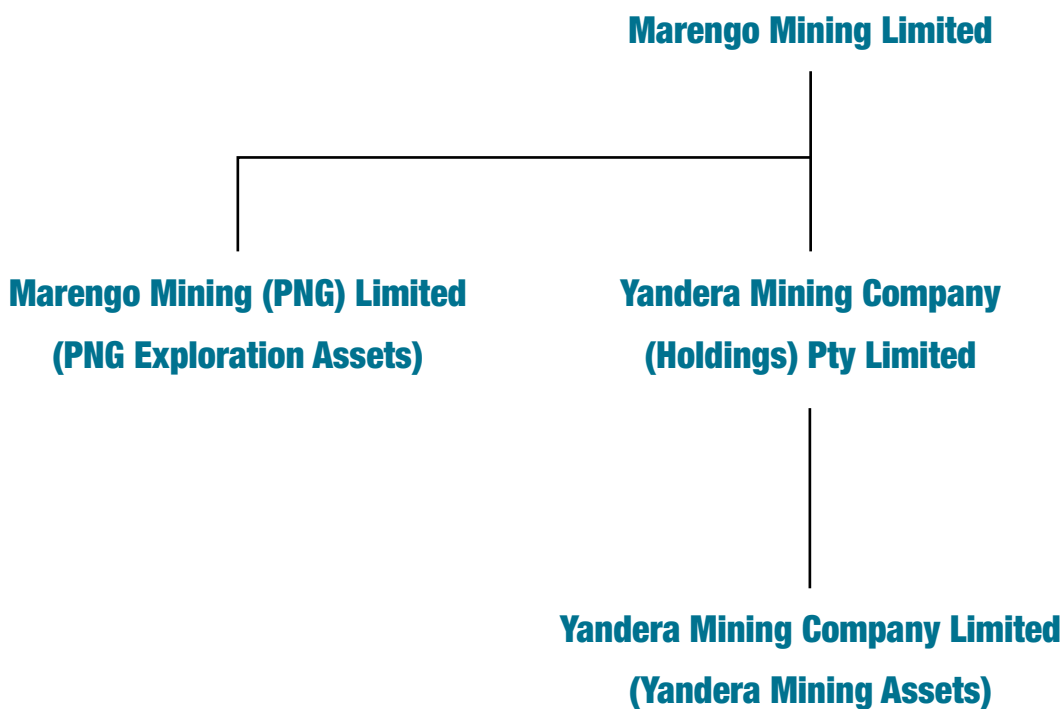 Marengo Mining Limited
Marengo Mining (PNG) Limited
(PNG Exploration Assets)
Yandera Mining Company
(Holdings) Pty Limited
Yandera Mining Company Limited
(Yandera Mining Assets)